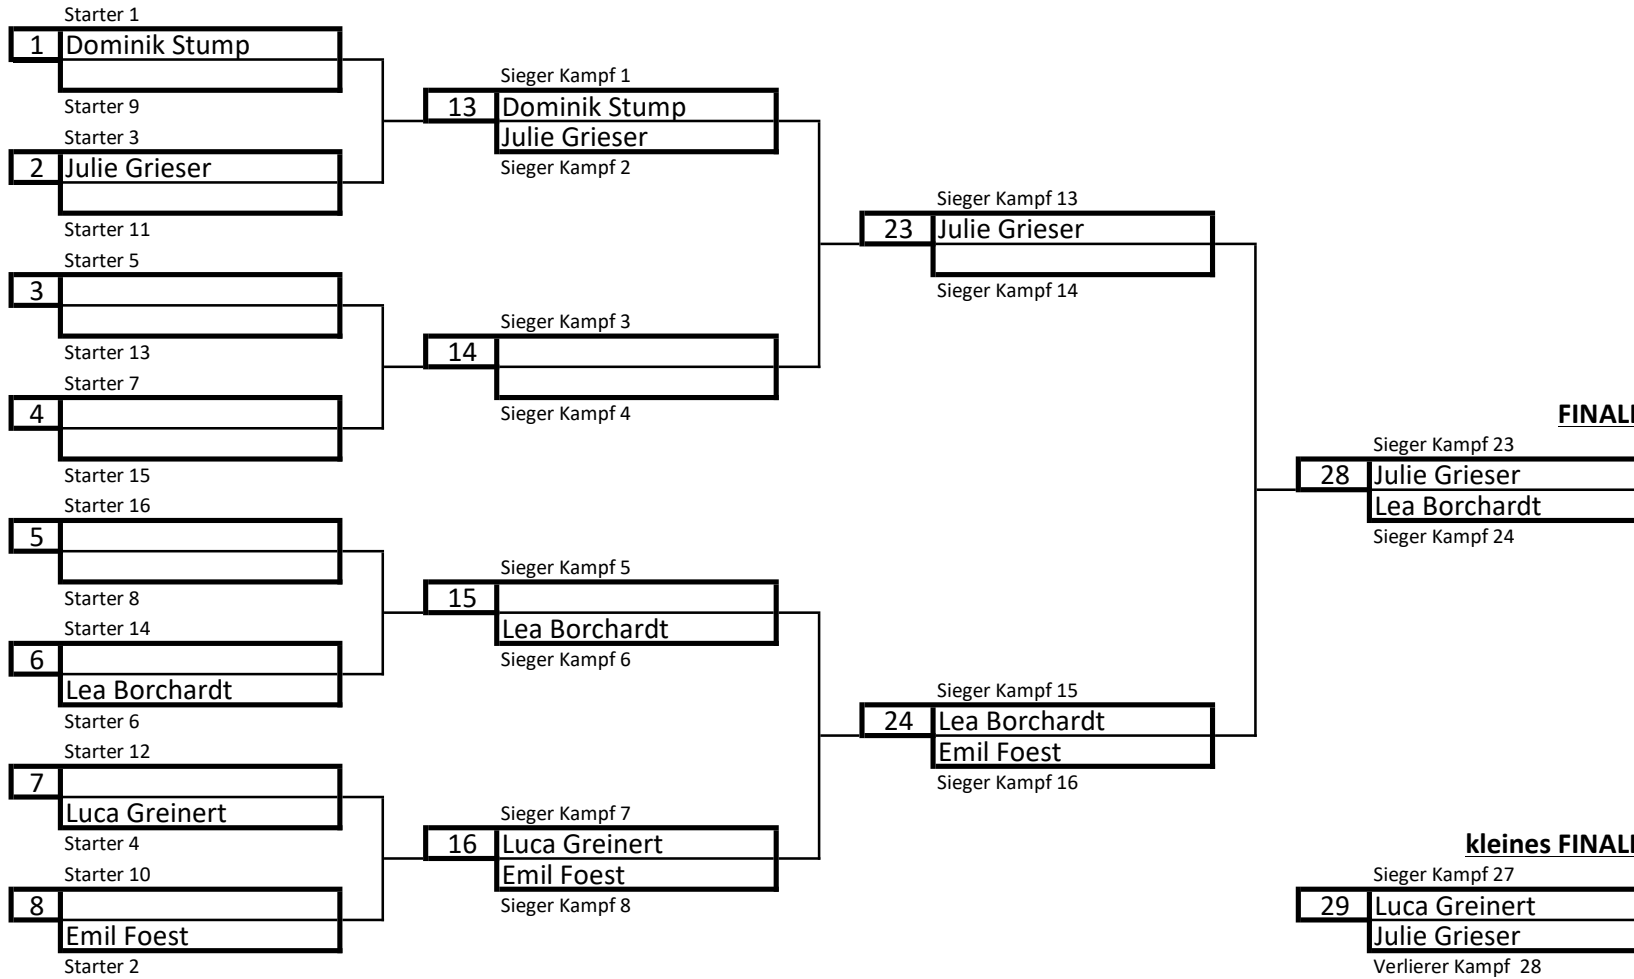 Starter 1
1 Dominik Stump
Starter 9
Starter 3
2 Julie Grieser
Starter 11
Starter 5
3
Starter 13
Starter 7
4
Starter 15
Starter 16
5
Starter 8
Starter 14
6
Lea Borchardt
Starter 6
Starter 12
7
Luca Greinert
Starter 4
Starter 10
8
Emil Foest
Starter 2
Sieger Kampf 1
13 Dominik Stump
Julie Grieser
Sieger Kampf 2
Sieger Kampf 3
14
Sieger Kampf 4
Sieger Kampf 5
15
Lea Borchardt
Sieger Kampf 6
Sieger Kampf 7
16 Luca Greinert
Emil Foest
Sieger Kampf 8
Sieger Kampf 13
23 Julie Grieser
Sieger Kampf 14
Sieger Kampf 15
24 Lea Borchardt
Emil Foest
Sieger Kampf 16
FINAL
Sieger Kampf 23
28 Julie Grieser
Lea Borchardt
Sieger Kampf 24
kleines FINAL
Sieger Kampf 27
29 Luca Greinert
Julie Grieser
Verlierer Kampf 28